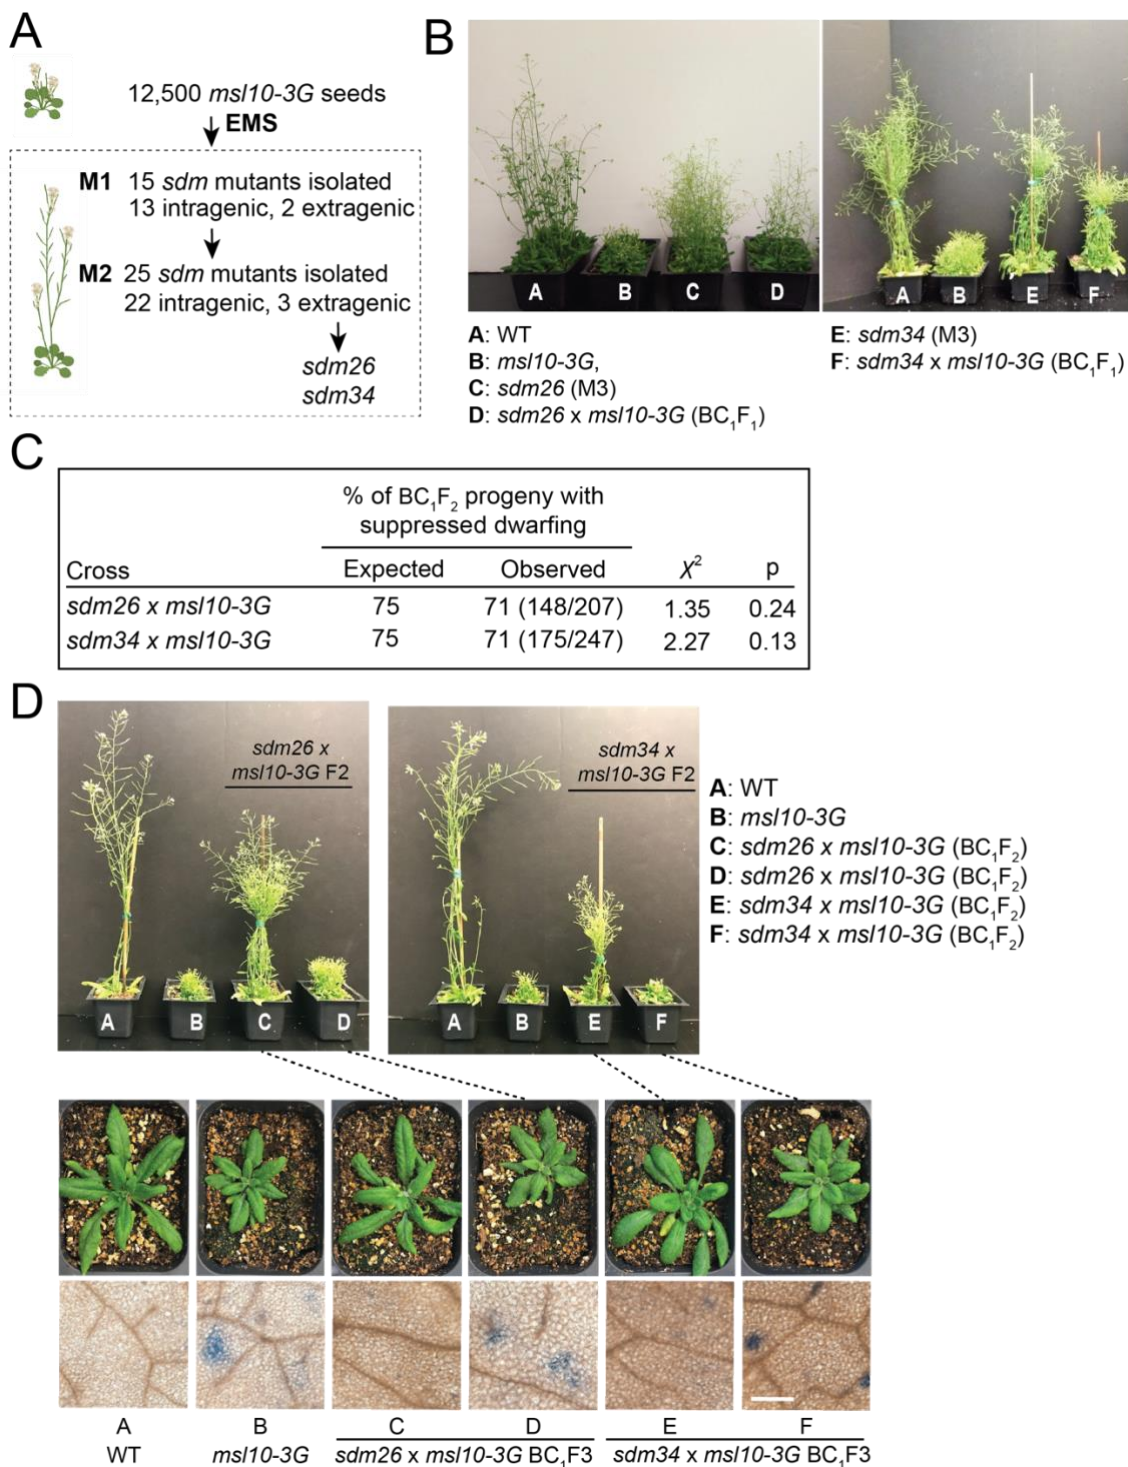 A
12,500 msl10-3G seeds
EMS
M1 15 sdm mutants isolated
13 intragenic, 2 extragenic
M2 25 sdm mutants isolated
22 intragenic, 3 extragenic
sdm26
sdm34
B
A B C D
A B E F
A: WT
B: msl10-3G,
C: sdm26 (M3)
D: sdm26 x msl10-3G (BC₁F₁)
E: sdm34 (M3)
F: sdm34 x msl10-3G (BC₁F₁)
C
% of BC₁F₂ progeny with
suppressed dwarfing
Cross Expected Observed X² p
sdm26 x msl10-3G 75 71 (148/207) 1.35 0.24
sdm34 x msl10-3G 75 71 (175/247) 2.27 0.13
D
sdm26 x
msl10-3G F2
A B C D
sdm34 x
msl10-3G F2
A B E F
A: WT
B: msl10-3G
C: sdm26 x msl10-3G (BC₁F₂)
D: sdm26 x msl10-3G (BC₁F₂)
E: sdm34 x msl10-3G (BC₁F₂)
F: sdm34 x msl10-3G (BC₁F₂)
A B C D E F
WT msl10-3G sdm26 x msl10-3G BC₁F3 sdm34 x msl10-3G BC₁F3